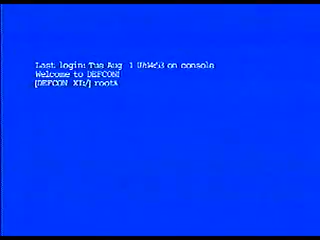 Last login: Tue Aug 1 on console
Welcome to DEFCON!
[DEFCON XI:/] root#